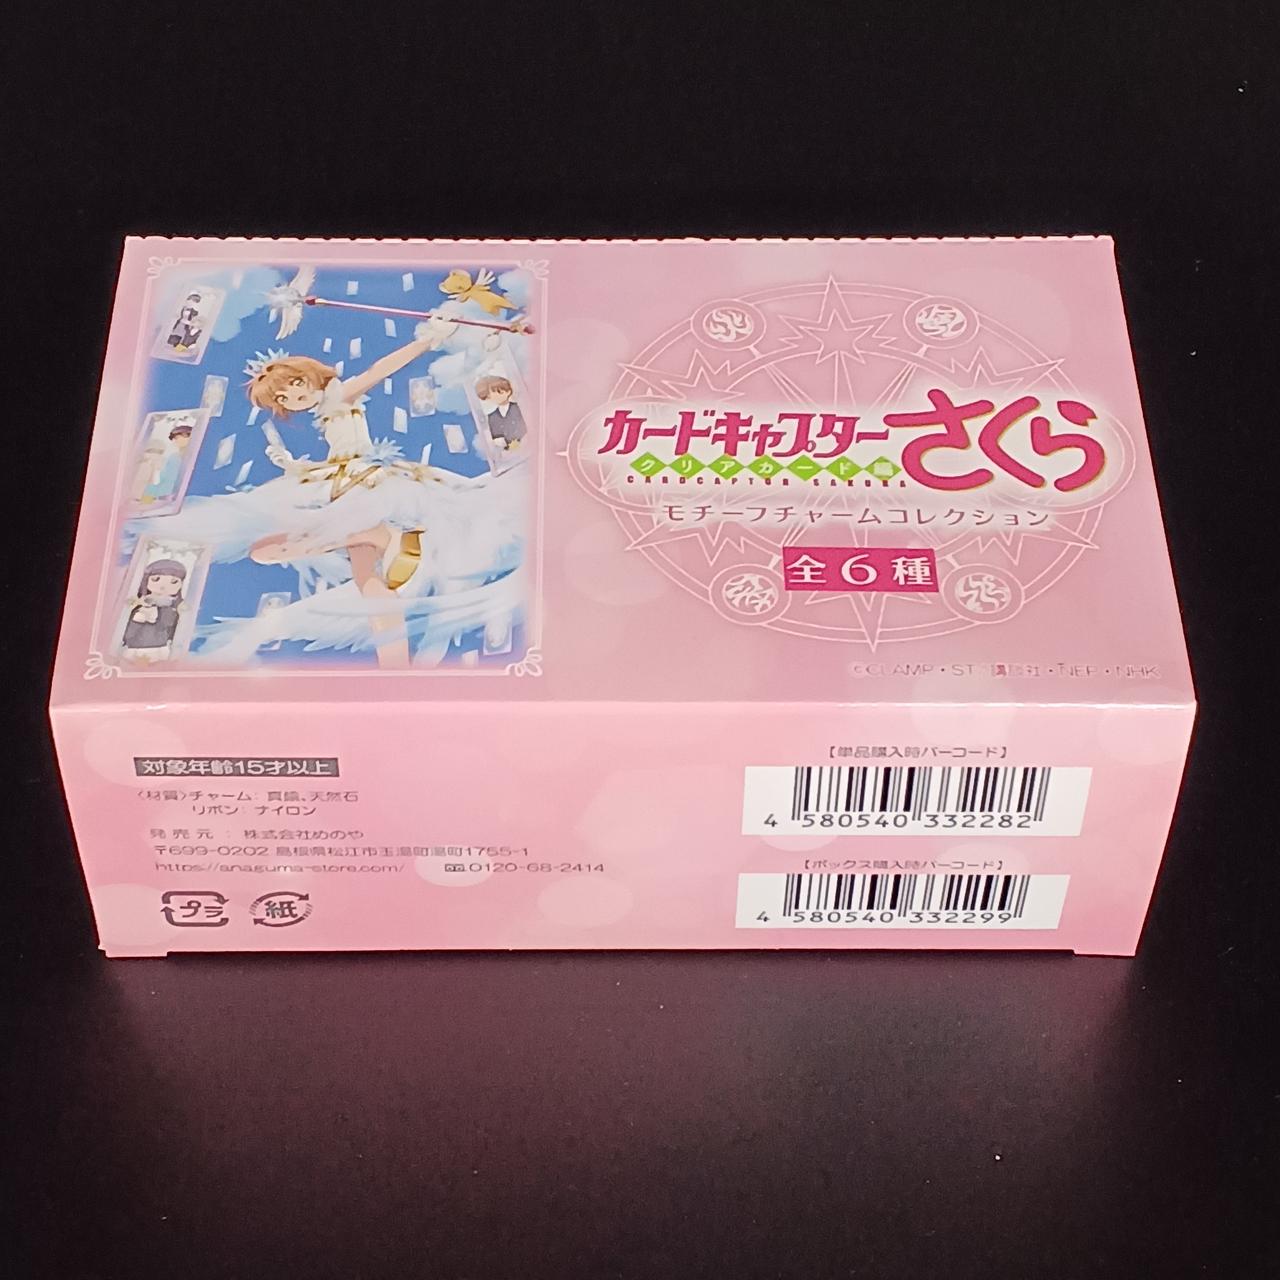 カードキャプターさくら
クリアカード編
CARDCAPTOR SAKURA
モチーフチャームコレクション
全6種
©CLAMP・ST 講談社・NEP・NHK
対象年齢15才以上
〈材質〉チャーム：真鍮、天然石
リボン：ナイロン
発売元：株式会社めのや
〒699-0202 島根県松江市玉湯町湯町1755-1
https://anaguma-store.com/ 0120-68-2414
プラ
紙
【単品購入時バーコード】
4 580540 332282
【ボックス購入時バーコード】
4 580540 332299